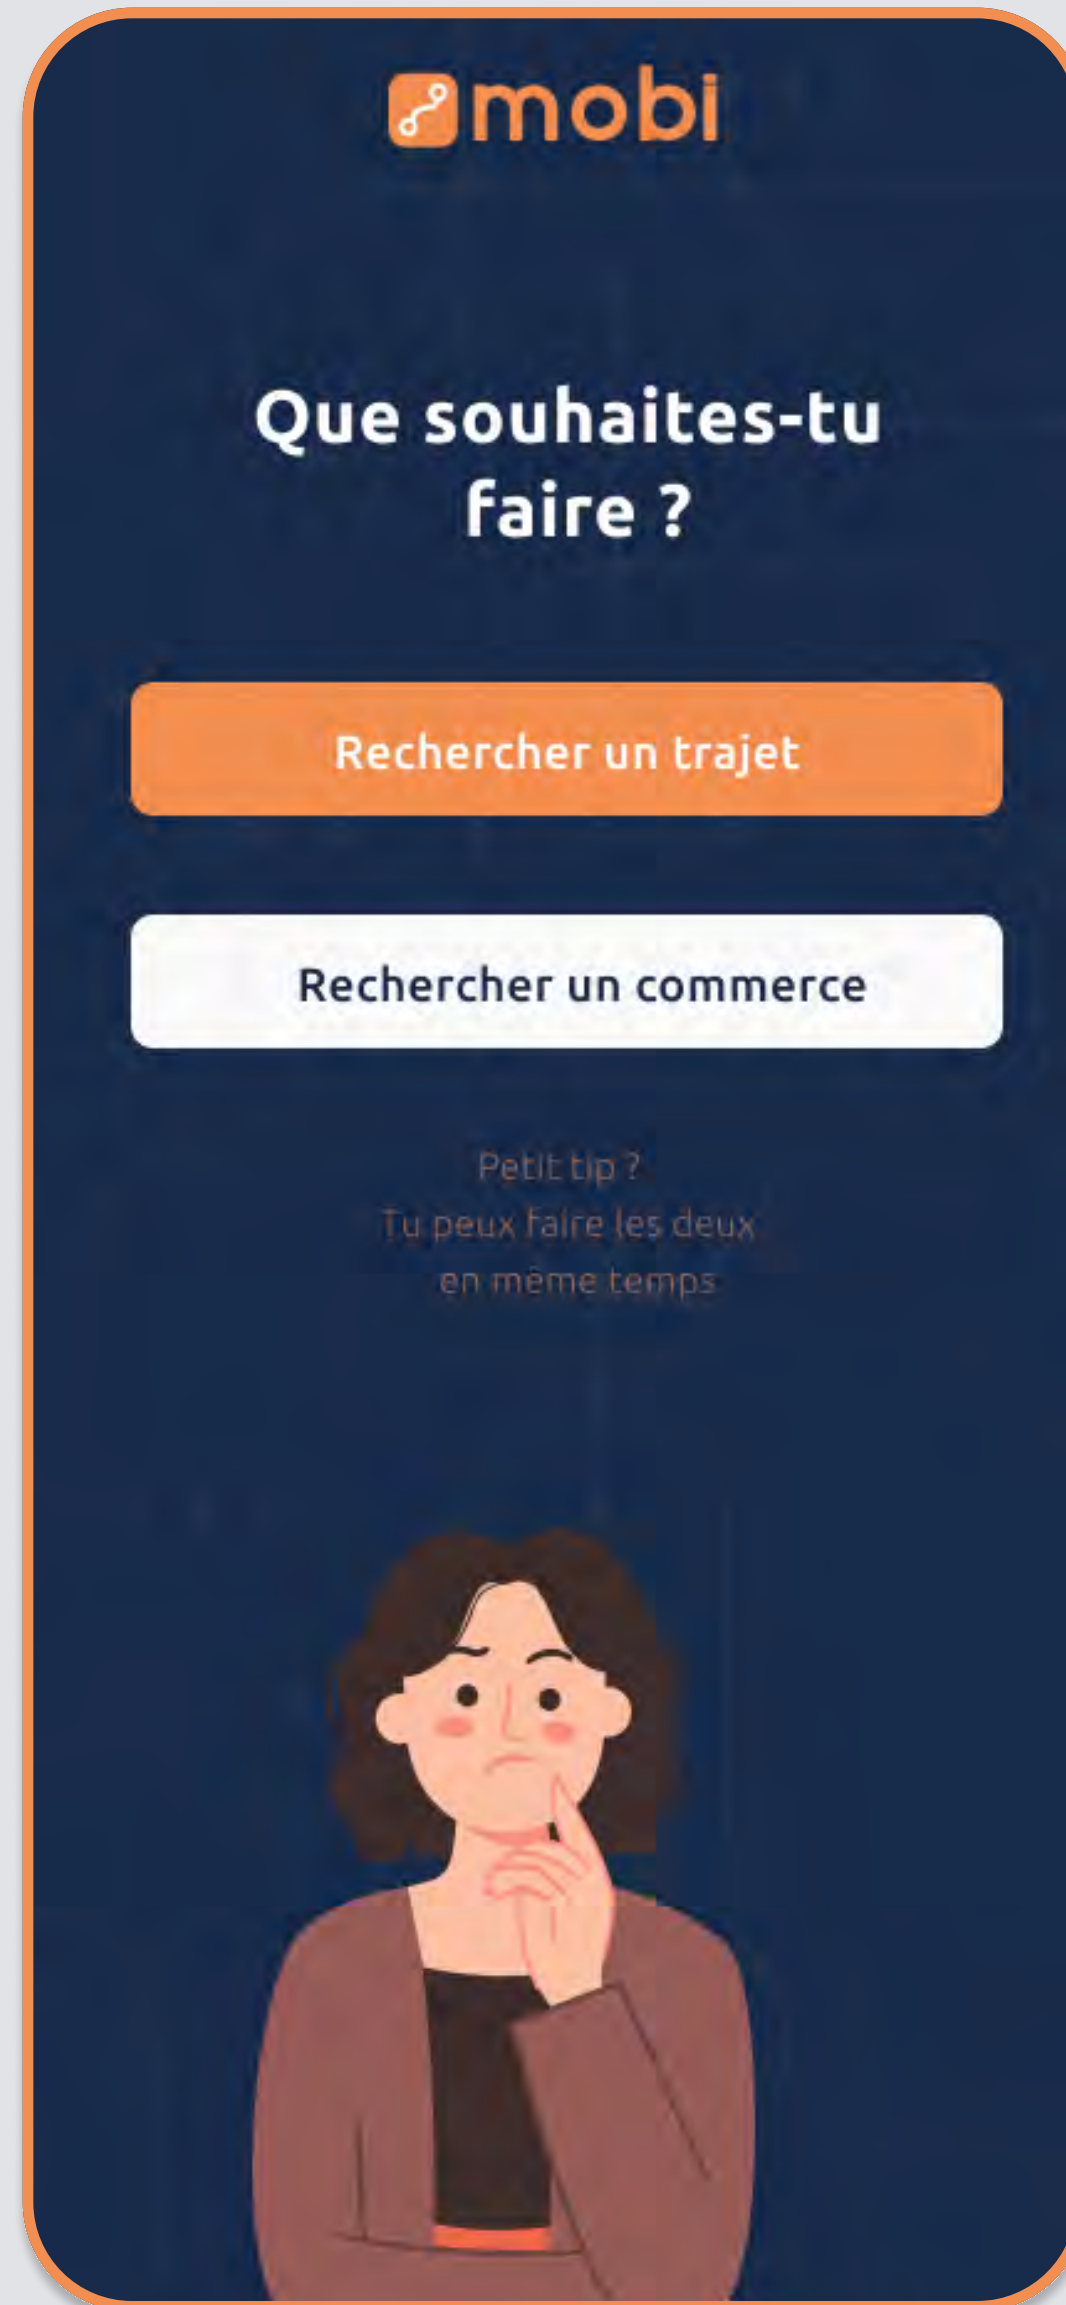 mobi
Que souhaites-tu
faire ?
Rechercher un trajet
Rechercher un commerce
Petit tip ?
Tu peux faire les deux
en même temps